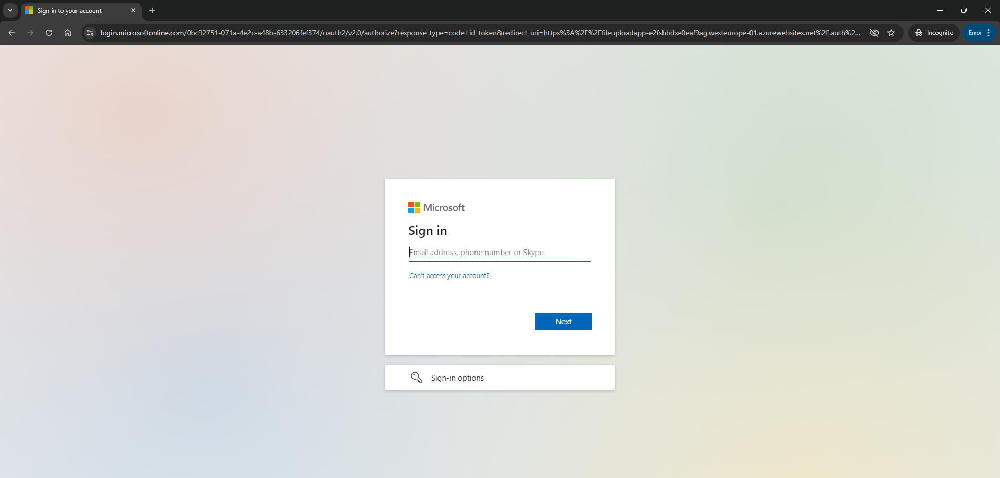 Sign in to your account
login.microsoftonline.com/0bc92751-071a-4e2c-a48b-633206fef374/oauth2/v2.0/authorize?response_type=code+id_token&redirect_uri=https%3A%2F%2Ffileuploadapp-e2fshbdse0eaf9ag.westeurope-01.azurewebsites.net%2F.auth%2...
Incognito
Error
Microsoft
Sign in
Email address, phone number or Skype
Can't access your account?
Next
Sign-in options